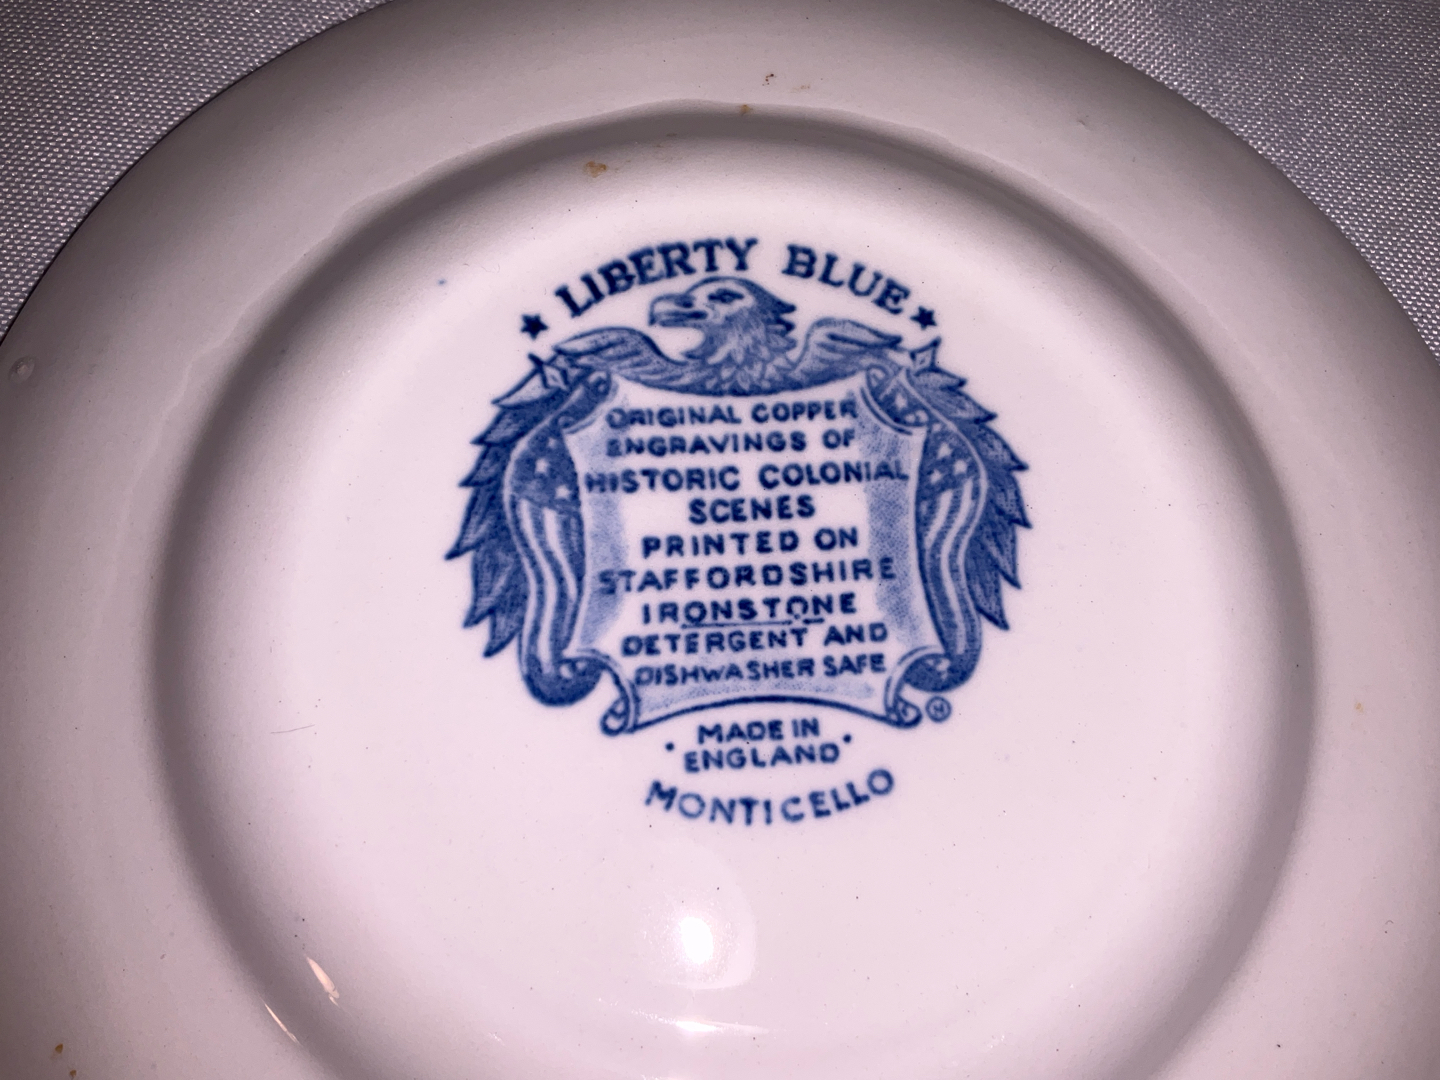 ★ LIBERTY BLUE ★
ORIGINAL COPPER
ENGRAVINGS OF
HISTORIC COLONIAL
SCENES
PRINTED ON
STAFFORDSHIRE
IRONSTONE
DETERGENT AND
DISHWASHER SAFE
MADE IN
• ENGLAND •
MONTICELLO